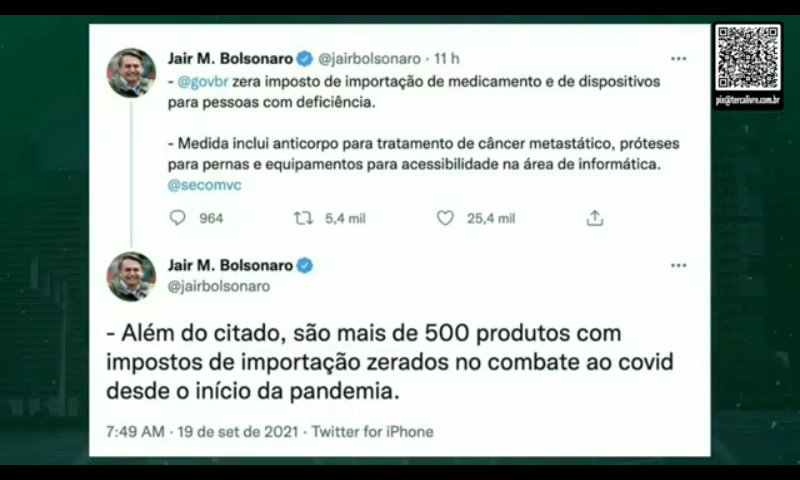 Jair M. Bolsonaro @jairbolsonaro · 11 h
- @govbr zera imposto de importação de medicamento e de dispositivos
para pessoas com deficiência.
- Medida inclui anticorpo para tratamento de câncer metastático, próteses
para pernas e equipamentos para acessibilidade na área de informática.
@secomvc
964 5,4 mil 25,4 mil
Jair M. Bolsonaro
@jairbolsonaro
- Além do citado, são mais de 500 produtos com
impostos de importação zerados no combate ao covid
desde o início da pandemia.
7:49 AM · 19 de set de 2021 · Twitter for iPhone
pix@tercalivre.com.br